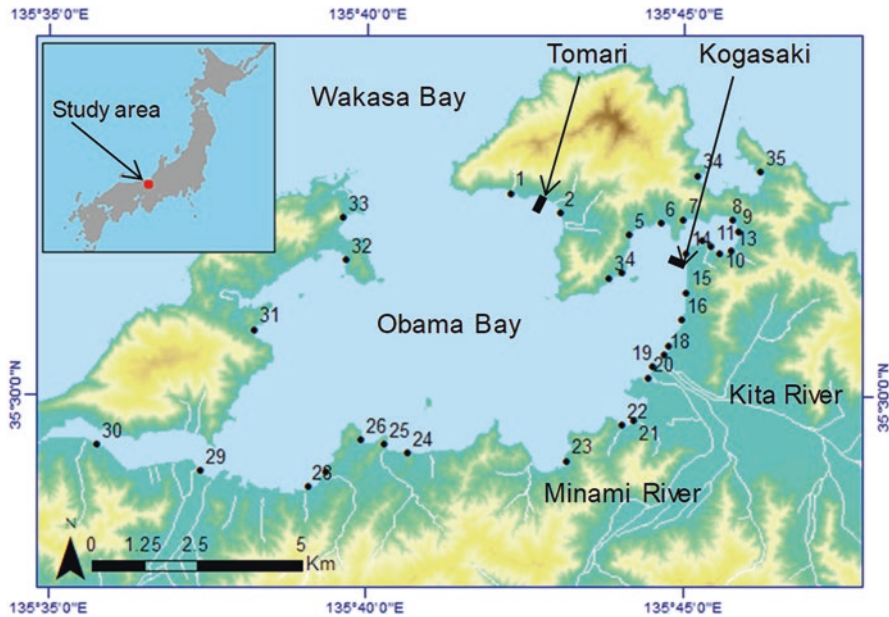 135°35'0"E
135°40'0"E
135°45'0"E
Tomari
Kogasaki
Wakasa Bay
Study area
34
35
1
2
33
5
6
7
8
9
14
11
13
10
32
3
4
15
16
31
Obama Bay
18
19
20
35°30'0"N
35°30'0"N
Kita River
22
21
30
26
25
24
23
29
28
Minami River
N
0
1.25
2.5
5
Km
135°35'0"E
135°40'0"E
135°45'0"E